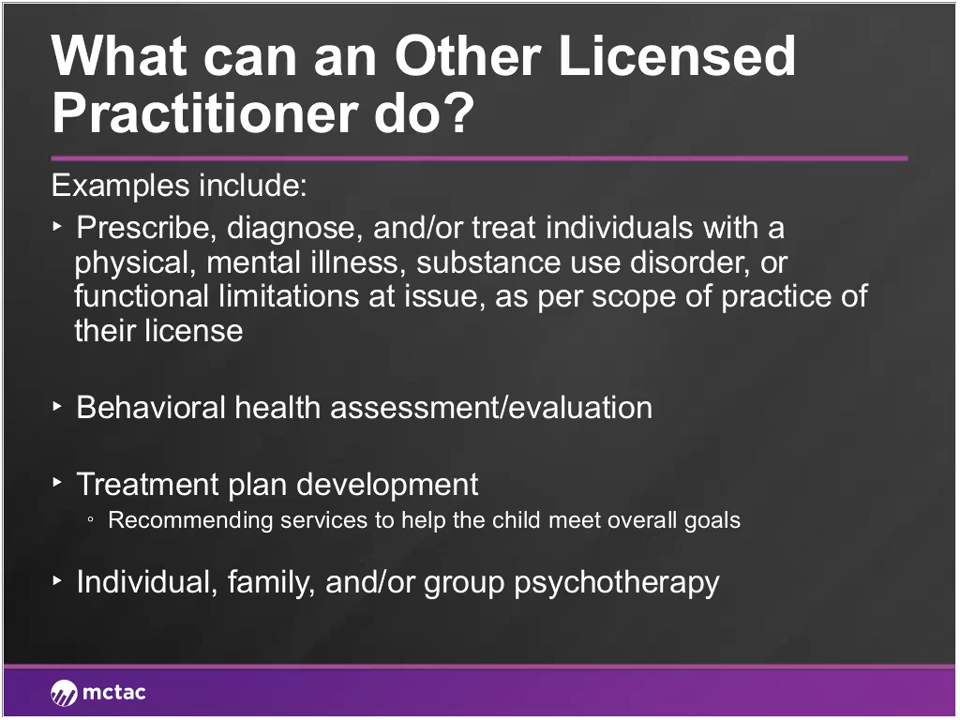 What can an Other Licensed
Practitioner do?
Examples include:
‣ Prescribe, diagnose, and/or treat individuals with a
physical, mental illness, substance use disorder, or
functional limitations at issue, as per scope of practice of
their license
‣ Behavioral health assessment/evaluation
‣ Treatment plan development
◦ Recommending services to help the child meet overall goals
‣ Individual, family, and/or group psychotherapy
mctac